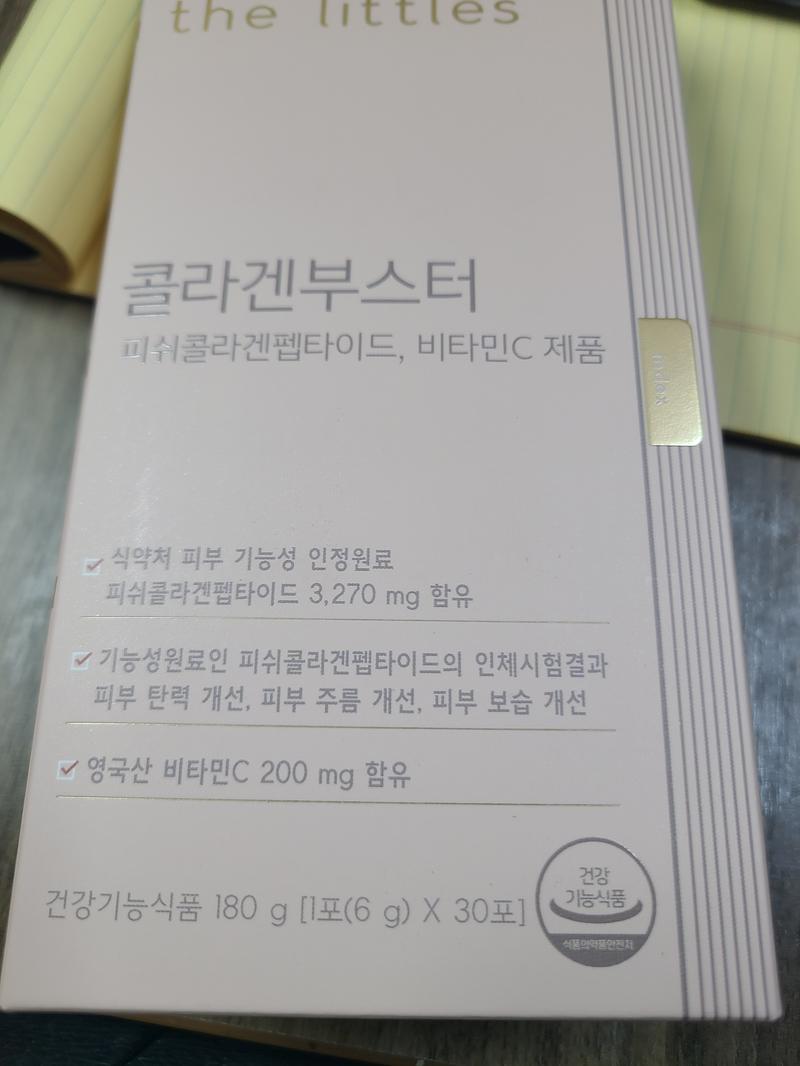 the littles
콜라겐부스터
피쉬콜라겐펩타이드, 비타민C 제품
index
식약처 피부 기능성 인정원료
피쉬콜라겐펩타이드 3,270 mg 함유
기능성원료인 피쉬콜라겐펩타이드의 인체시험결과
피부 탄력 개선, 피부 주름 개선, 피부 보습 개선
영국산 비타민C 200 mg 함유
건강기능식품 180 g [1포(6 g) X 30포]
건강
기능식품
식품의약품안전처